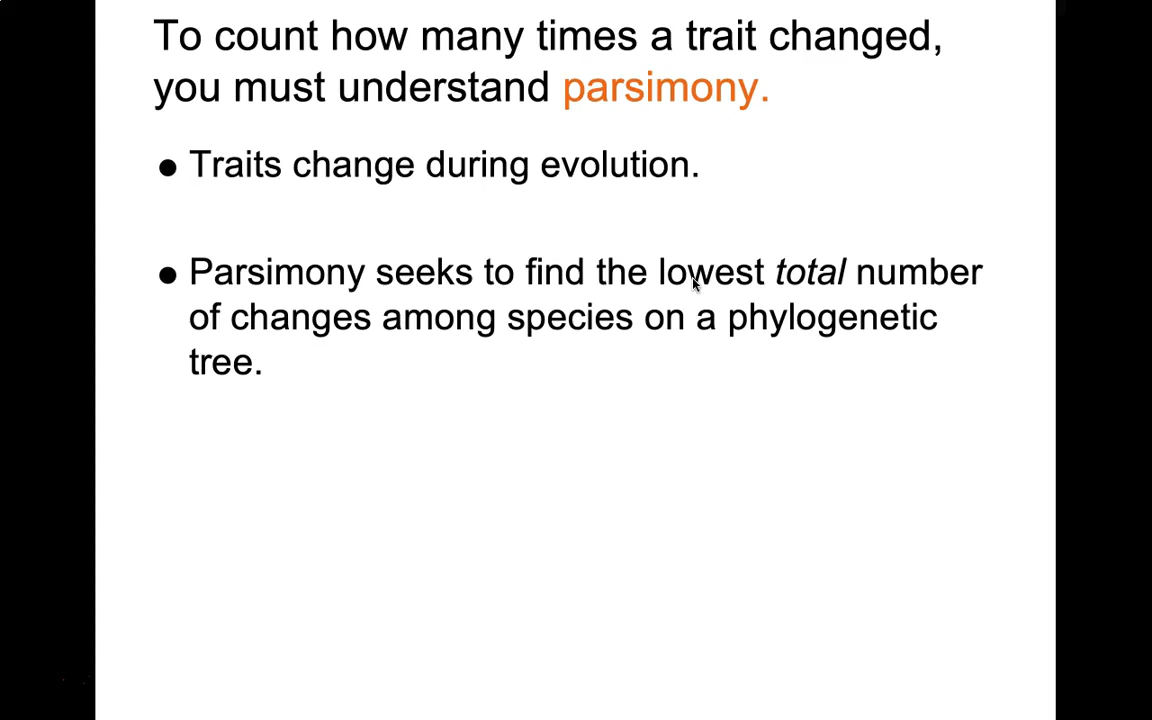 To count how many times a trait changed,
you must understand parsimony.
• Traits change during evolution.
• Parsimony seeks to find the lowest total number
of changes among species on a phylogenetic
tree.